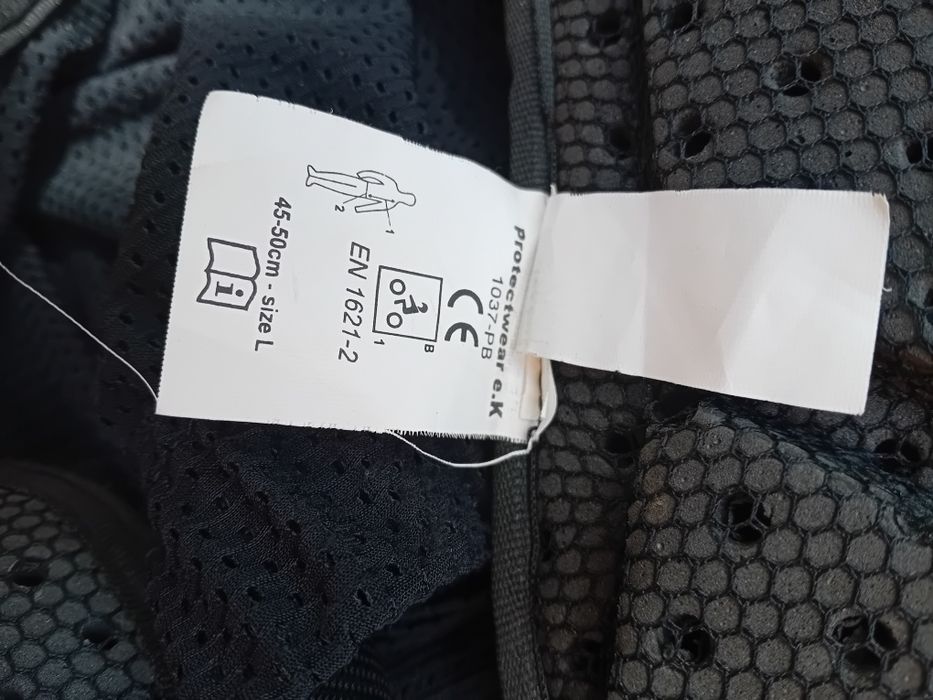 Protectwear e.K
1037-PB
CE
B
1
EN 1621-2
1
2
45-50cm - size L
i